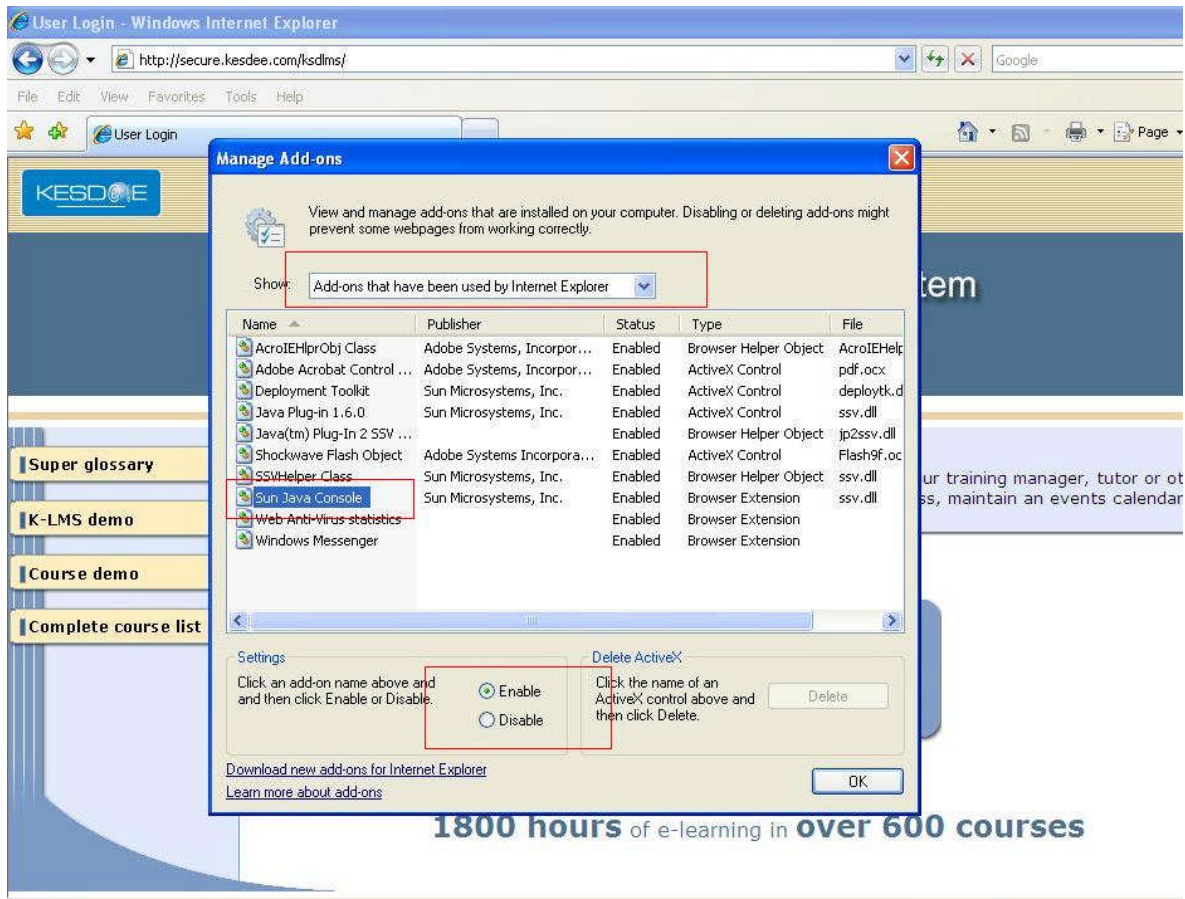 User Login - Windows Internet Explorer
http://secure.kesdee.com/ksdlms/
Google
File Edit View Favorites Tools Help
User Login
Page
KESDEE
tem
Manage Add-ons
View and manage add-ons that are installed on your computer. Disabling or deleting add-ons might
prevent some webpages from working correctly.
Show: Add-ons that have been used by Internet Explorer
Name Publisher Status Type File
AcroIEHlprObj Class Adobe Systems, Incorpor... Enabled Browser Helper Object AcroIEHelp
Adobe Acrobat Control ... Adobe Systems, Incorpor... Enabled ActiveX Control pdf.ocx
Deployment Toolkit Sun Microsystems, Inc. Enabled ActiveX Control deploytk.d
Java Plug-in 1.6.0 Sun Microsystems, Inc. Enabled ActiveX Control ssv.dll
Java(tm) Plug-In 2 SSV ... Enabled Browser Helper Object jp2ssv.dll
Shockwave Flash Object Adobe Systems Incorpora... Enabled ActiveX Control Flash9f.oc
SSVHelper Class Sun Microsystems, Inc. Enabled Browser Helper Object ssv.dll
Sun Java Console Sun Microsystems, Inc. Enabled Browser Extension ssv.dll
Web Anti-Virus statistics Enabled Browser Extension
Windows Messenger Enabled Browser Extension
Settings
Click an add-on name above and
and then click Enable or Disable.
Enable
Disable
Delete ActiveX
Click the name of an
ActiveX control above and
then click Delete.
Delete
Download new add-ons for Internet Explorer
Learn more about add-ons
OK
Super glossary
K-LMS demo
Course demo
Complete course list
ur training manager, tutor or ot
ss, maintain an events calendar
1800 hours of e-learning in over 600 courses